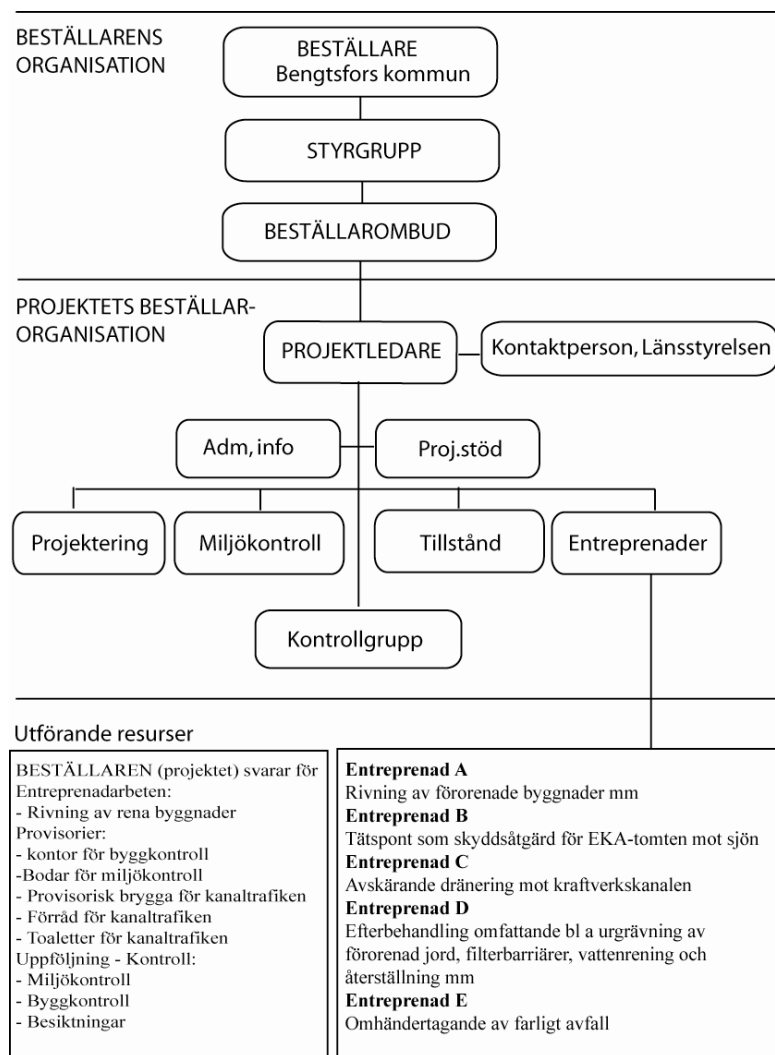 BESTÄLLARENS
ORGANISATION
BESTÄLLARE
Bengtsfors kommun
STYRGRUPP
BESTÄLLAROMBUD
PROJEKTETS BESTÄLLAR-
ORGANISATION
PROJEKTLEDARE
Kontaktperson, Länsstyrelsen
Adm, info
Proj.stöd
Projektering
Miljökontroll
Tillstånd
Entreprenader
Kontrollgrupp
Utförande resurser
BESTÄLLAREN (projektet) svarar för
Entreprenadarbeten:
- Rivning av rena byggnader
Provisorier:
- kontor för byggkontroll
-Bodar för miljökontroll
- Provisorisk brygga för kanaltrafiken
- Förråd för kanaltrafiken
- Toaletter för kanaltrafiken
Uppföljning - Kontroll:
- Miljökontroll
- Byggkontroll
- Besiktningar
Entreprenad A
Rivning av förorenade byggnader mm
Entreprenad B
Tätspont som skyddsåtgärd för EKA-tomten mot sjön
Entreprenad C
Avskärande dränering mot kraftverkskanalen
Entreprenad D
Efterbehandling omfattande bl a urgrävning av
förorenad jord, filterbarriärer, vattenrening och
återställning mm
Entreprenad E
Omhändertagande av farligt avfall